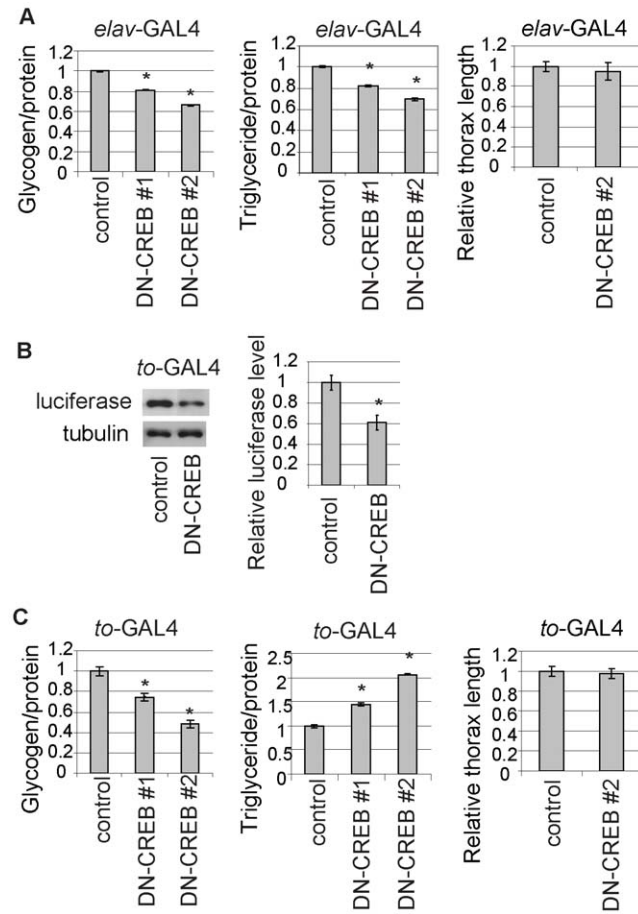 A
elav-GAL4
Glycogen/protein
1.2
1
0.8
0.6
0.4
0.2
0
*
*
control
DN-CREB #1
DN-CREB #2
elav-GAL4
Triglyceride/protein
1.2
1
0.8
0.6
0.4
0.2
0
*
*
control
DN-CREB #1
DN-CREB #2
elav-GAL4
Relative thorax length
1.2
1
0.8
0.6
0.4
0.2
0
control
DN-CREB #2
B
to-GAL4
luciferase
tubulin
control
DN-CREB
Relative luciferase level
1.2
1
0.8
0.6
0.4
0.2
0
*
control
DN-CREB
C
to-GAL4
Glycogen/protein
1.2
1
0.8
0.6
0.4
0.2
0
*
*
control
DN-CREB #1
DN-CREB #2
to-GAL4
Triglyceride/protein
2.5
2
1.5
1
0.5
0
*
*
control
DN-CREB #1
DN-CREB #2
to-GAL4
Relative thorax length
1.2
1
0.8
0.6
0.4
0.2
0
control
DN-CREB #2